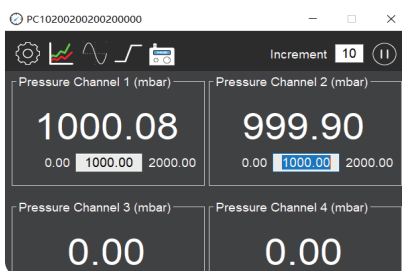 PC10200200200200000
Increment 10
Pressure Channel 1 (mbar)
1000.08
0.00 1000.00 2000.00
Pressure Channel 2 (mbar)
999.90
0.00 1000.00 2000.00
Pressure Channel 3 (mbar)
0.00
Pressure Channel 4 (mbar)
0.00